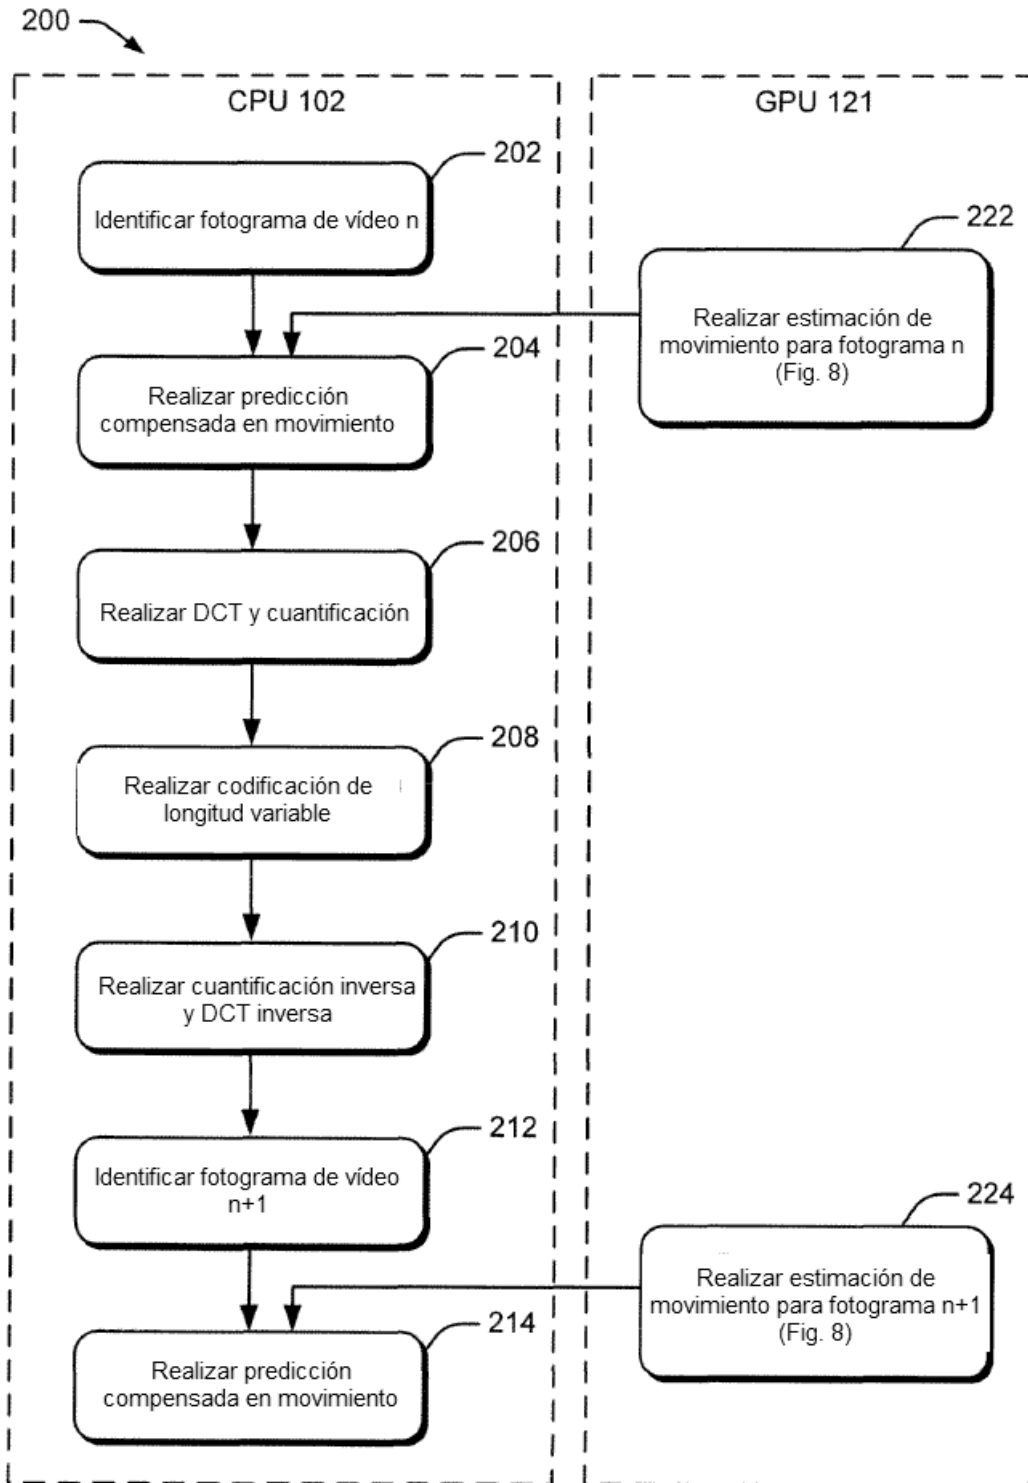 200
CPU 102
GPU 121
202
Identificar fotograma de vídeo n
222
Realizar estimación de
movimiento para fotograma n
(Fig. 8)
204
Realizar predicción
compensada en movimiento
206
Realizar DCT y cuantificación
208
Realizar codificación de
longitud variable
210
Realizar cuantificación inversa
y DCT inversa
212
Identificar fotograma de vídeo
n+1
224
Realizar estimación de
movimiento para fotograma n+1
(Fig. 8)
214
Realizar predicción
compensada en movimiento